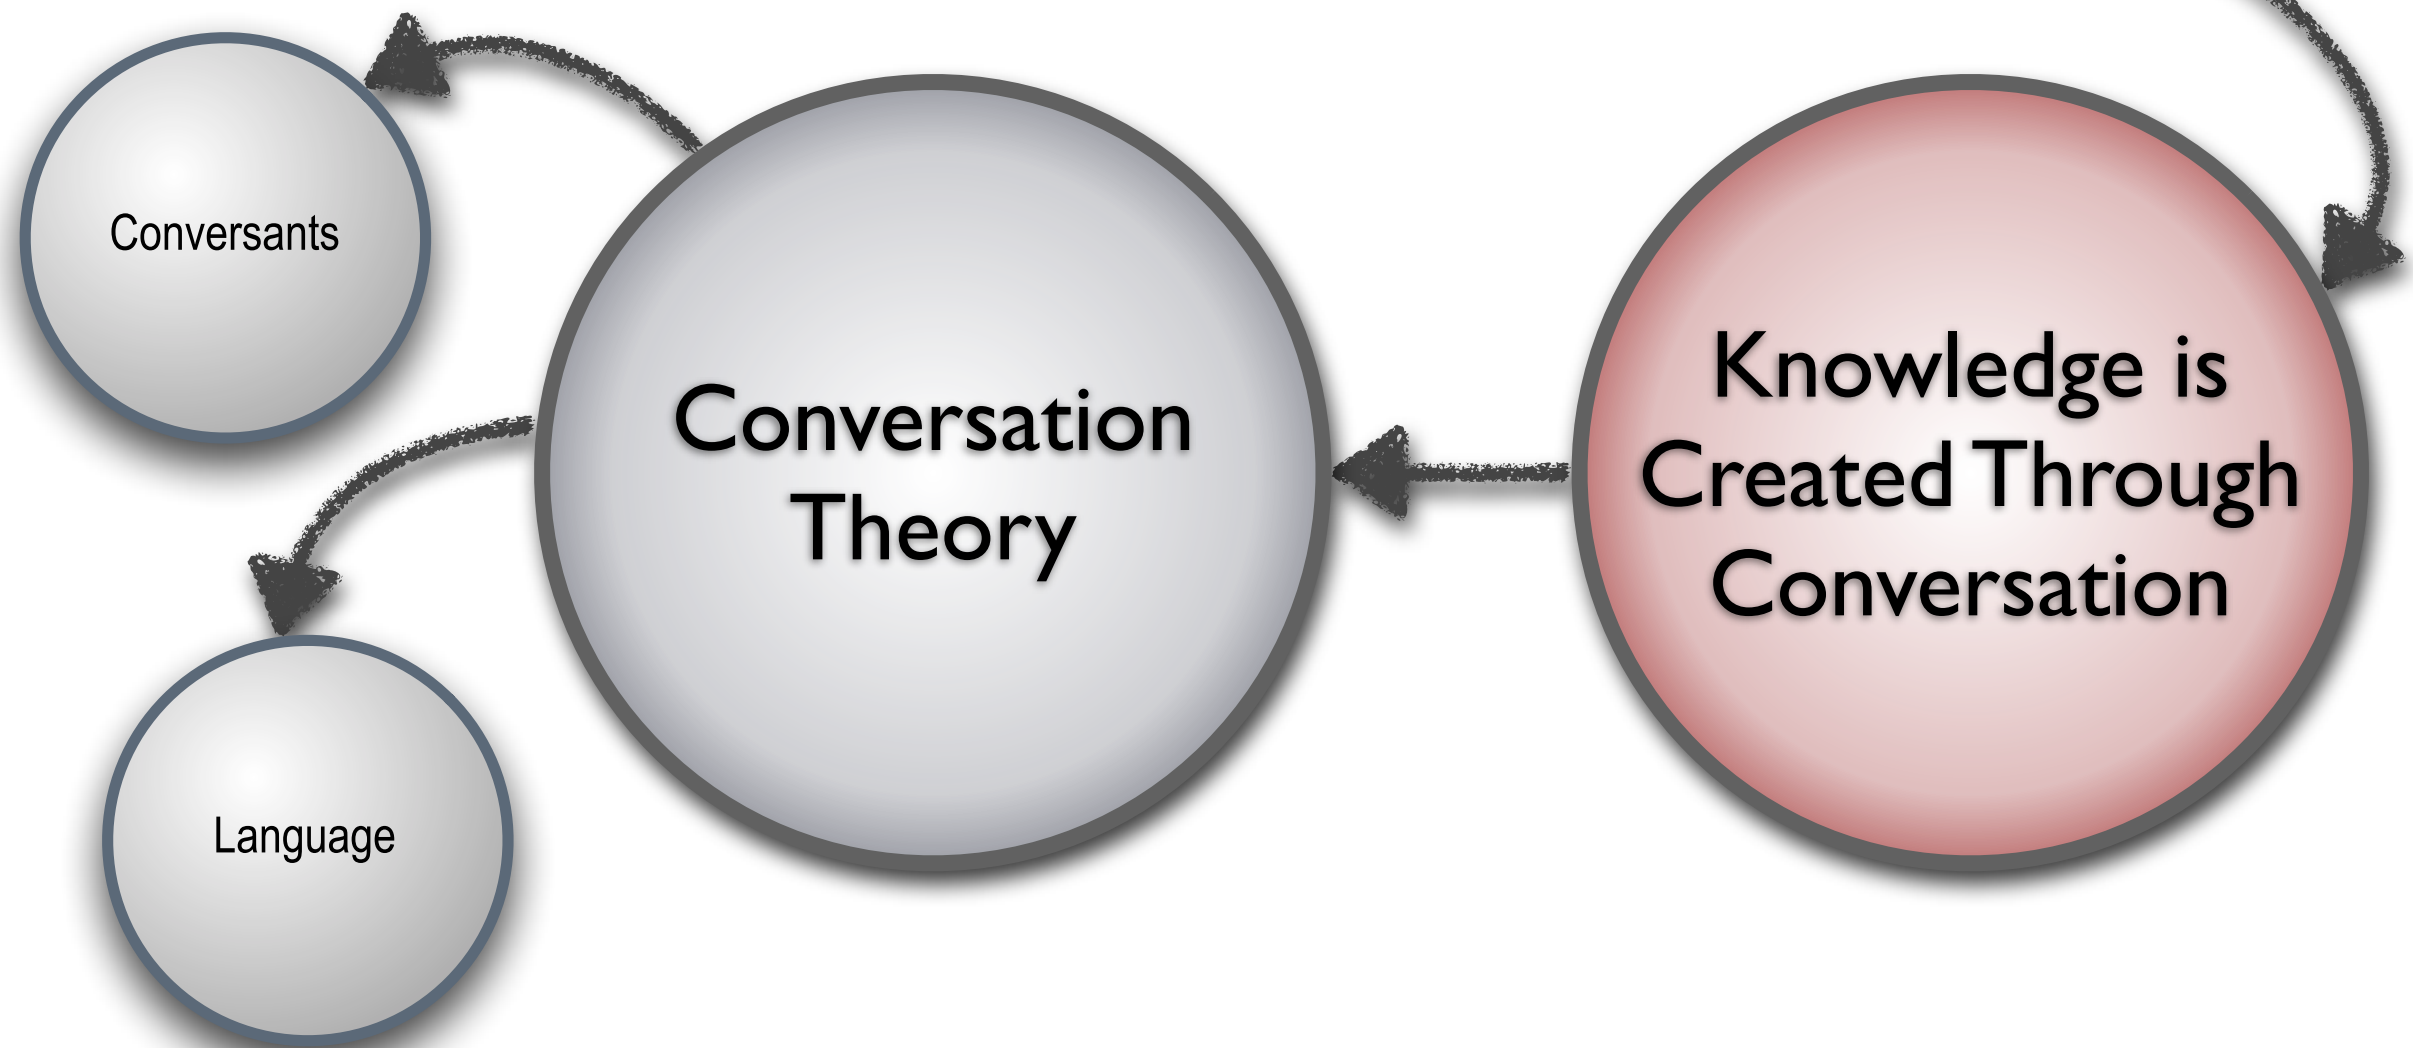 Conversants
Conversation
Theory
Knowledge is
Created Through
Conversation
Language